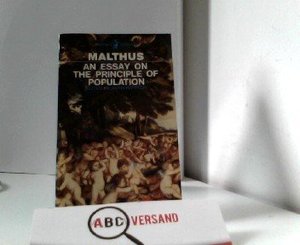 MALTHUS
AN ESSAY ON
THE PRINCIPLE OF
POPULATION
ABC VERSAND